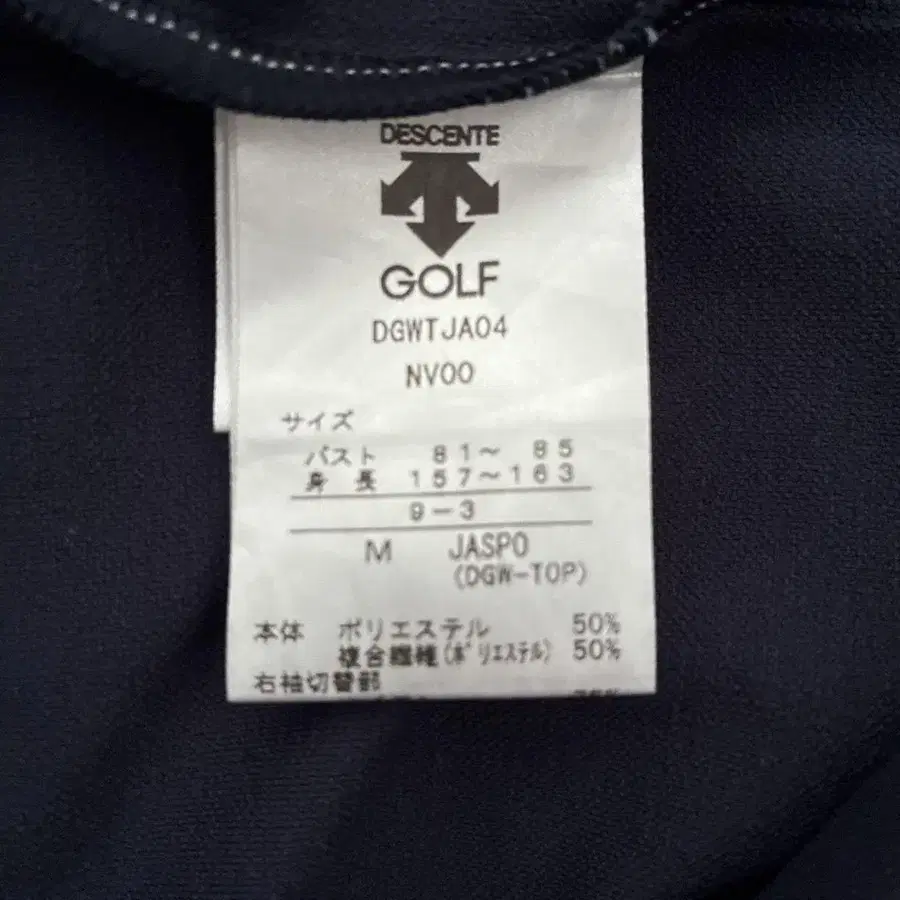 DESCENTE
GOLF
DGWTJA04
NV00
サイズ
バスト 81～ 85
身 長 157～163
9－3
M JASPO
(DGW-TOP)
本体 ポリエステル 50%
複合繊維(ポリエステル) 50%
右袖切替部